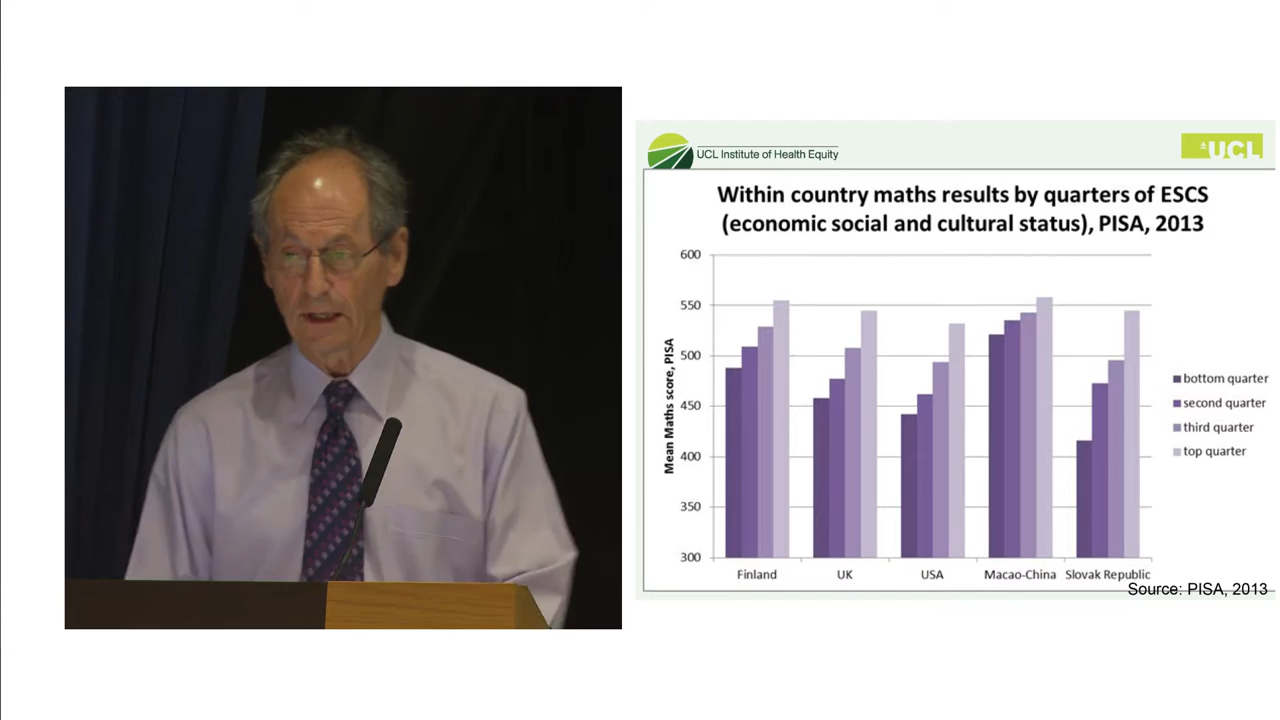 UCL Institute of Health Equity
UCL
Within country maths results by quarters of ESCS
(economic social and cultural status), PISA, 2013
Mean Maths score, PISA
600
550
500
450
400
350
300
Finland
UK
USA
Macao-China
Slovak Republic
bottom quarter
second quarter
third quarter
top quarter
Source: PISA, 2013